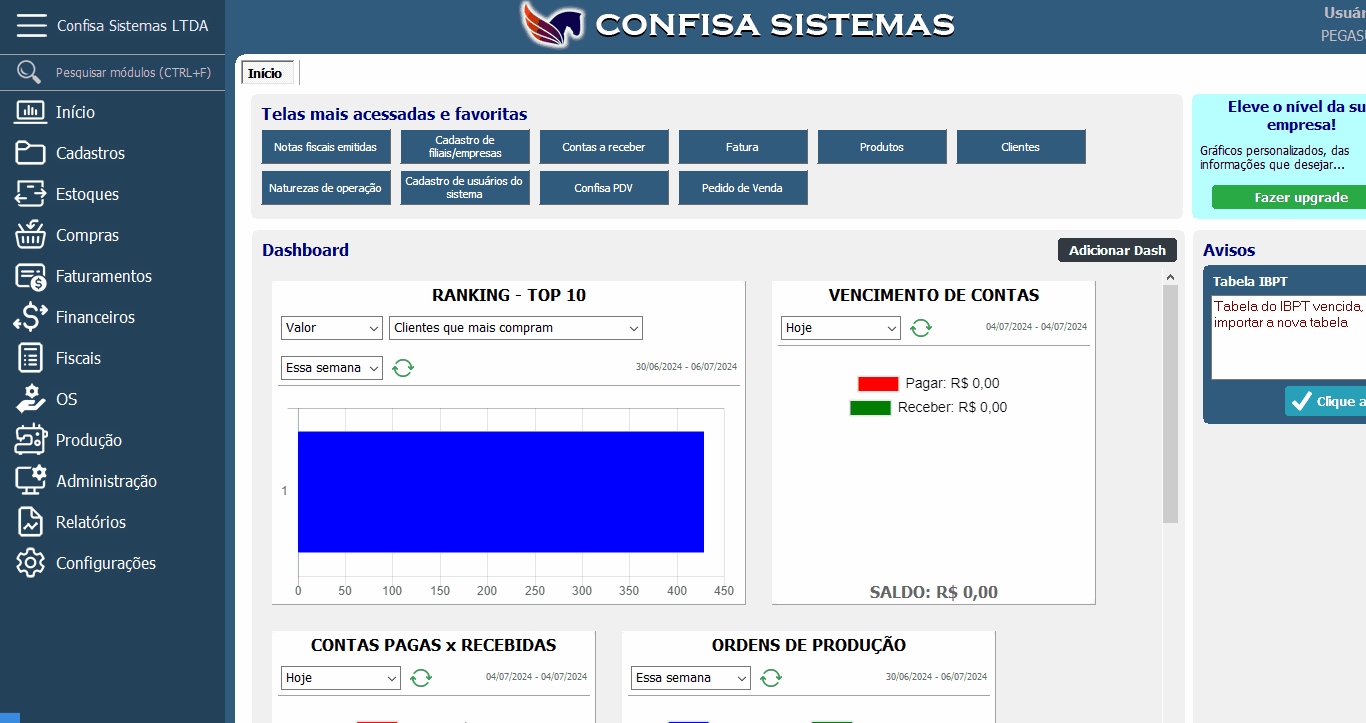 Confisa Sistemas LTDA
CONFISA SISTEMAS
Usuár
PEGASU
Pesquisar módulos (CTRL+F)
Início
Cadastros
Estoques
Compras
Faturamentos
Financeiros
Fiscais
OS
Produção
Administração
Relatórios
Configurações
Início
Telas mais acessadas e favoritas
Notas fiscais emitidas
Cadastro de
filiais/empresas
Contas a receber
Fatura
Produtos
Clientes
Naturezas de operação
Cadastro de usuários do
sistema
Confisa PDV
Pedido de Venda
Eleve o nível da su
empresa!
Gráficos personalizados, das
informações que desejar...
Fazer upgrade
Dashboard
Adicionar Dash
RANKING - TOP 10
Valor
Clientes que mais compram
Essa semana
30/06/2024 - 06/07/2024
1
0 50 100 150 200 250 300 350 400 450
VENCIMENTO DE CONTAS
Hoje
04/07/2024 - 04/07/2024
Pagar: R$ 0,00
Receber: R$ 0,00
SALDO: R$ 0,00
Avisos
Tabela IBPT
Tabela do IBPT vencida,
importar a nova tabela
Clique a
CONTAS PAGAS x RECEBIDAS
Hoje
04/07/2024 - 04/07/2024
ORDENS DE PRODUÇÃO
Essa semana
30/06/2024 - 06/07/2024